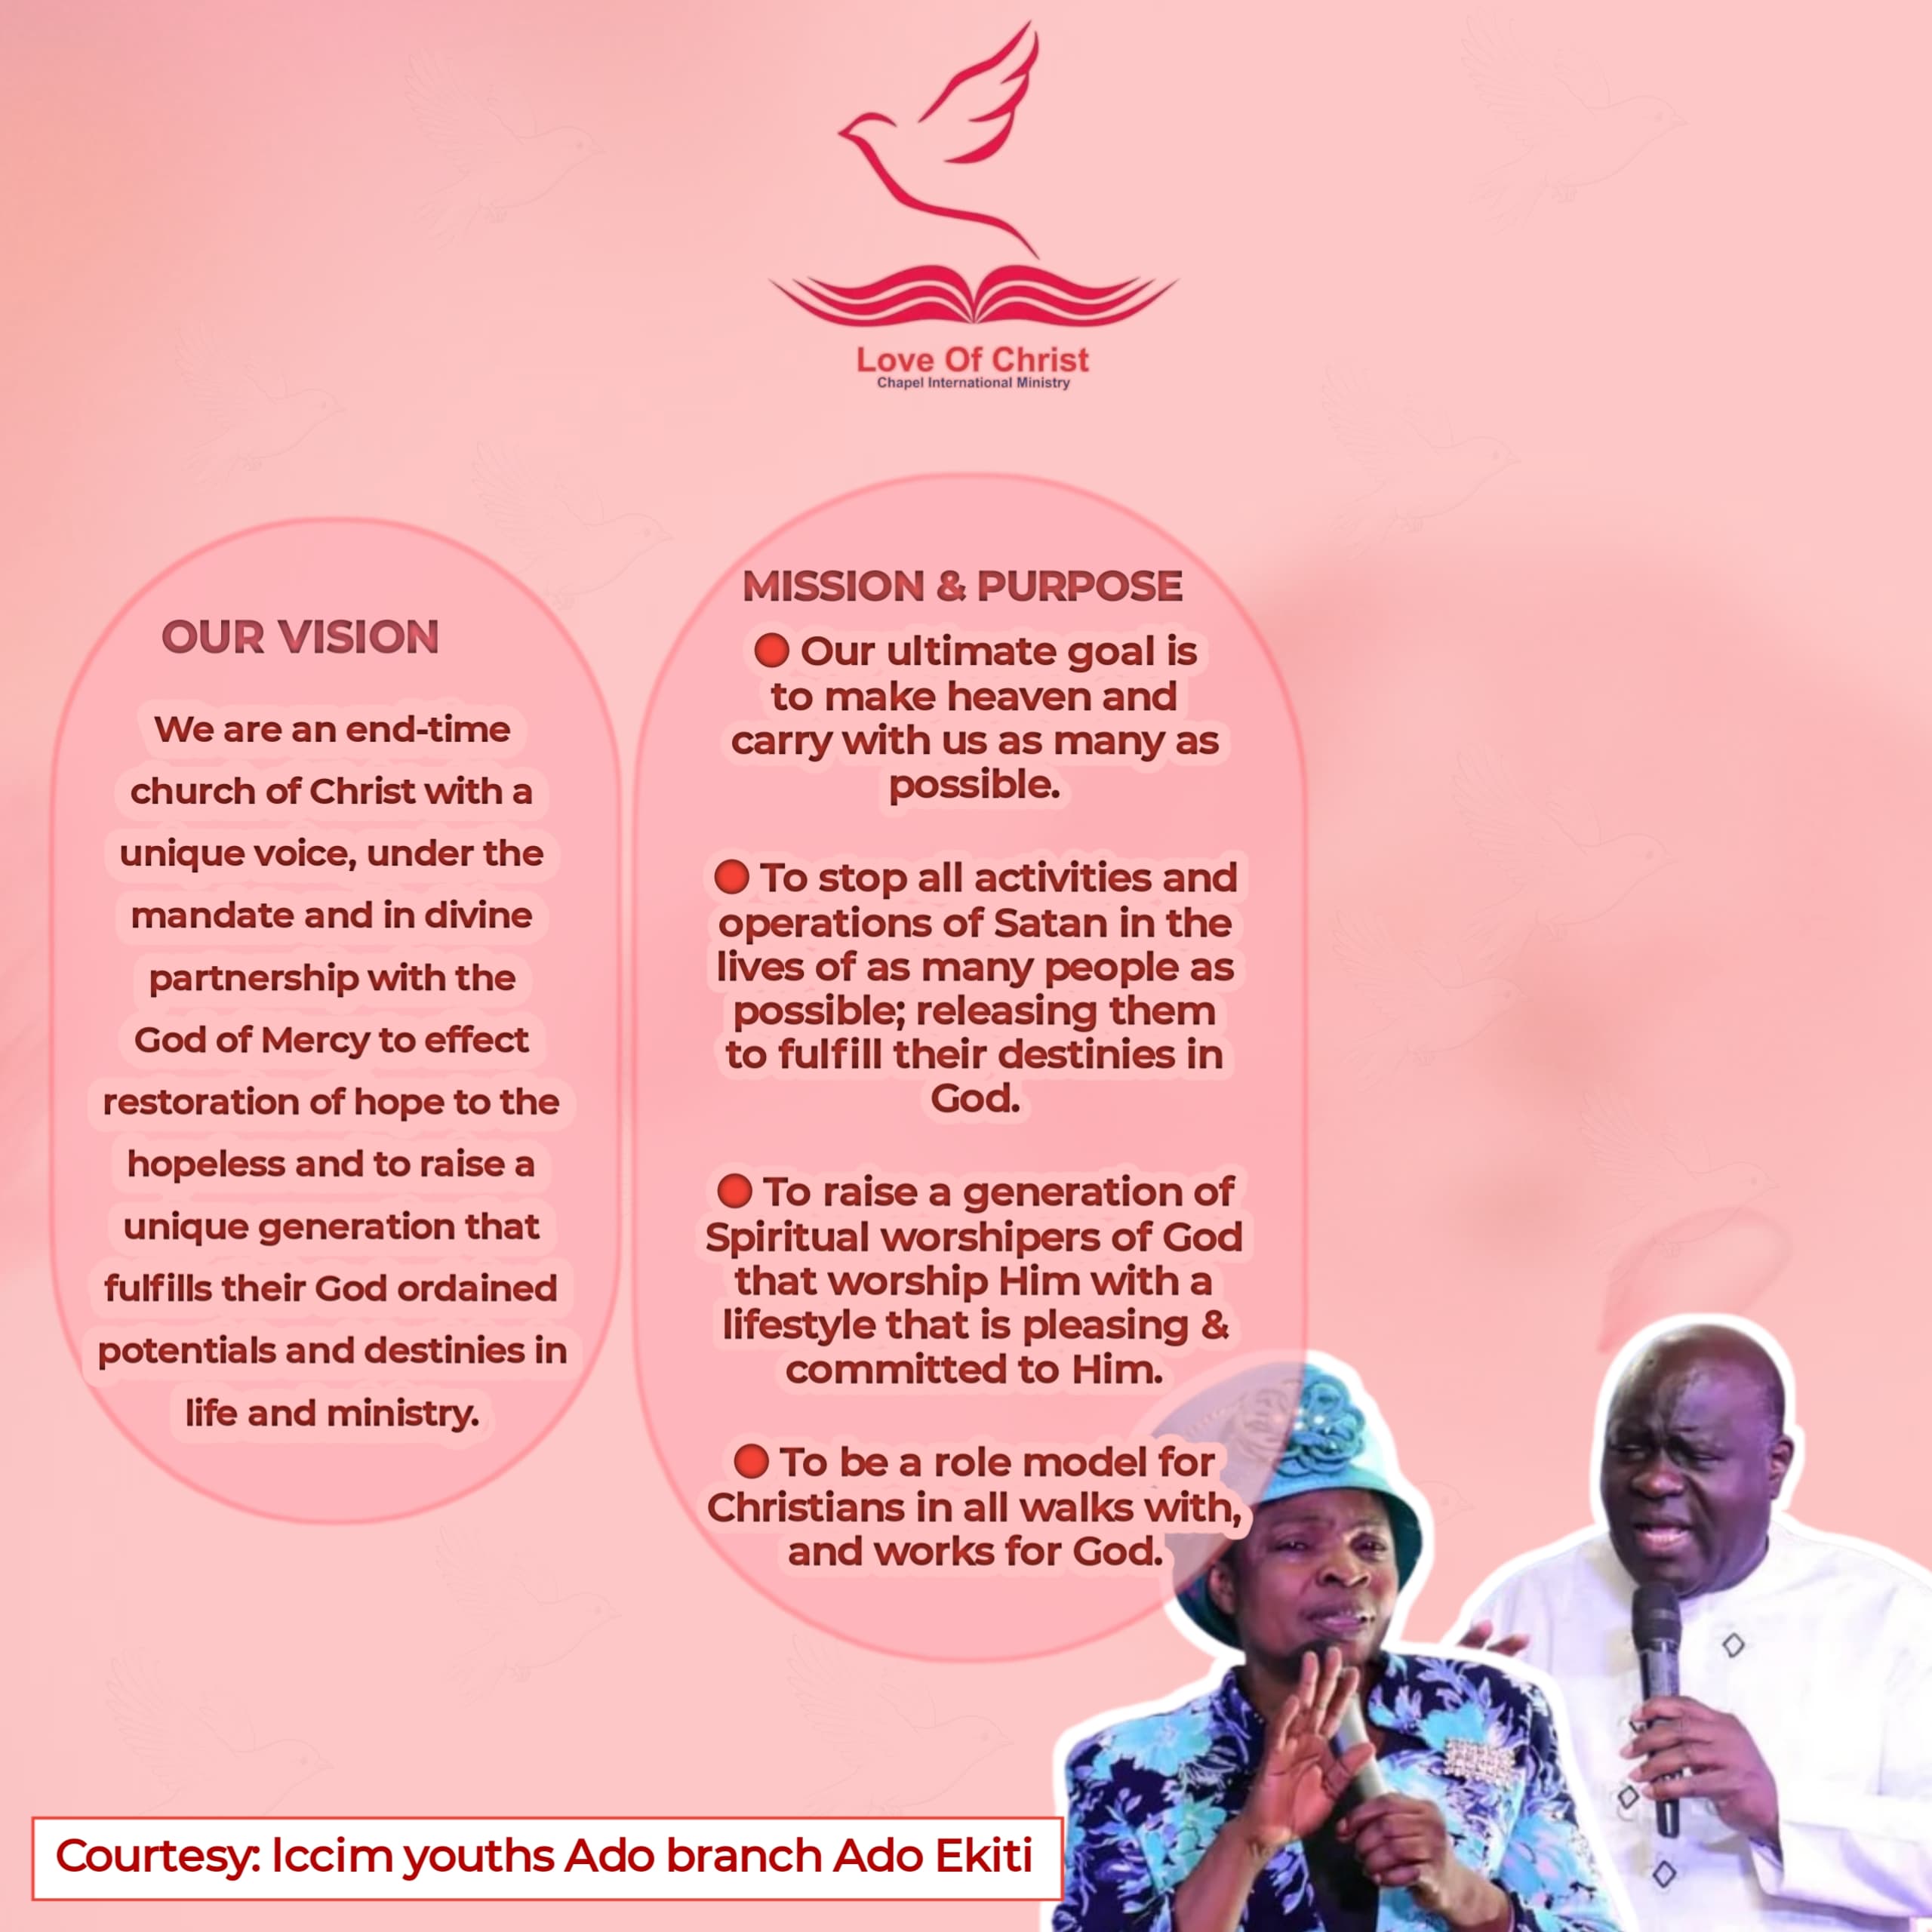 Love Of Christ
Chapel International Ministry
OUR VISION
We are an end-time
church of Christ with a
unique voice, under the
mandate and in divine
partnership with the
God of Mercy to effect
restoration of hope to the
hopeless and to raise a
unique generation that
fulfills their God ordained
potentials and destinies in
life and ministry.
MISSION & PURPOSE
🔴 Our ultimate goal is
to make heaven and
carry with us as many as
possible.
🔴 To stop all activities and
operations of Satan in the
lives of as many people as
possible; releasing them
to fulfill their destinies in
God.
🔴 To raise a generation of
Spiritual worshipers of God
that worship Him with a
lifestyle that is pleasing &
committed to Him.
🔴 To be a role model for
Christians in all walks with,
and works for God.
Courtesy: lccim youths Ado branch Ado Ekiti